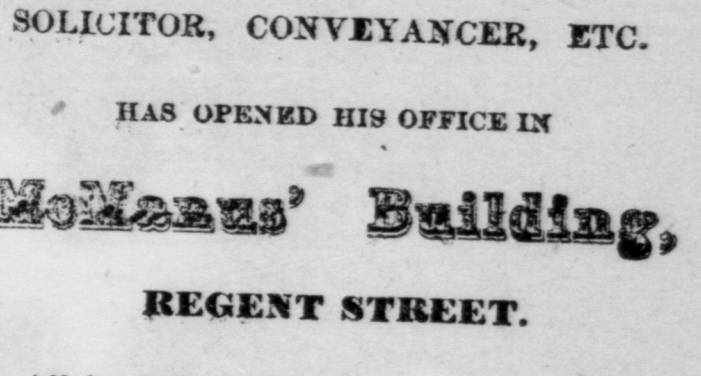 SOLICITOR, CONVEYANCER, ETC.
HAS OPENED HIS OFFICE IN
McManus' Building,
REGENT STREET.